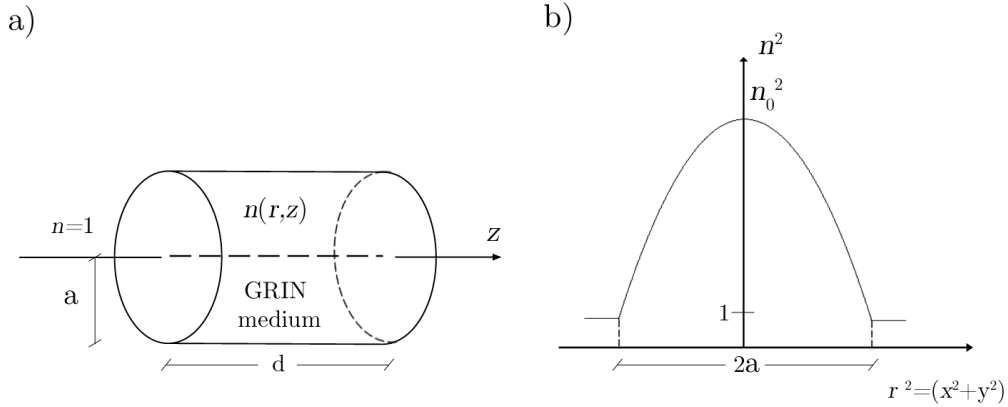 a)
n=1
n(r,z)
z
a
GRIN
medium
d
b)
n²
n₀²
1
2a
r ²=(x²+y²)